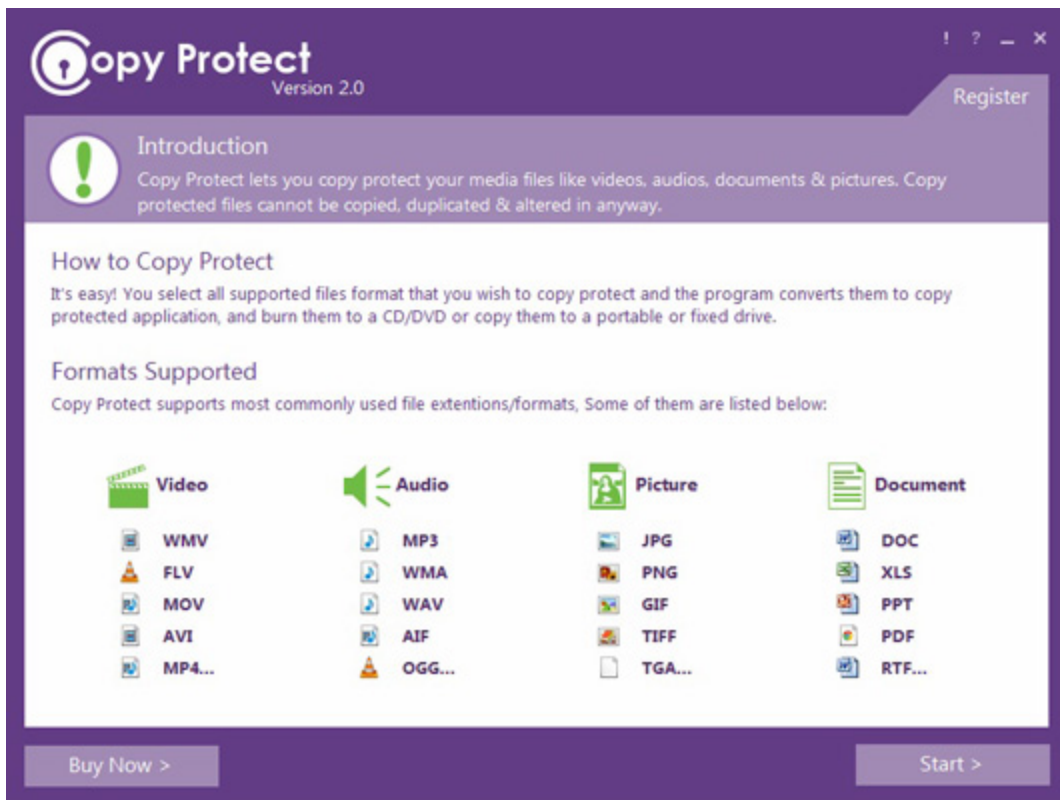 Copy Protect
Version 2.0
! ? _ ×
Register
Introduction
Copy Protect lets you copy protect your media files like videos, audios, documents & pictures. Copy
protected files cannot be copied, duplicated & altered in anyway.
How to Copy Protect
It's easy! You select all supported files format that you wish to copy protect and the program converts them to copy
protected application, and burn them to a CD/DVD or copy them to a portable or fixed drive.
Formats Supported
Copy Protect supports most commonly used file extentions/formats, Some of them are listed below:
Video Audio Picture Document
WMV MP3 JPG DOC
FLV WMA PNG XLS
MOV WAV GIF PPT
AVI AIF TIFF PDF
MP4... OGG... TGA... RTF...
Buy Now > Start >